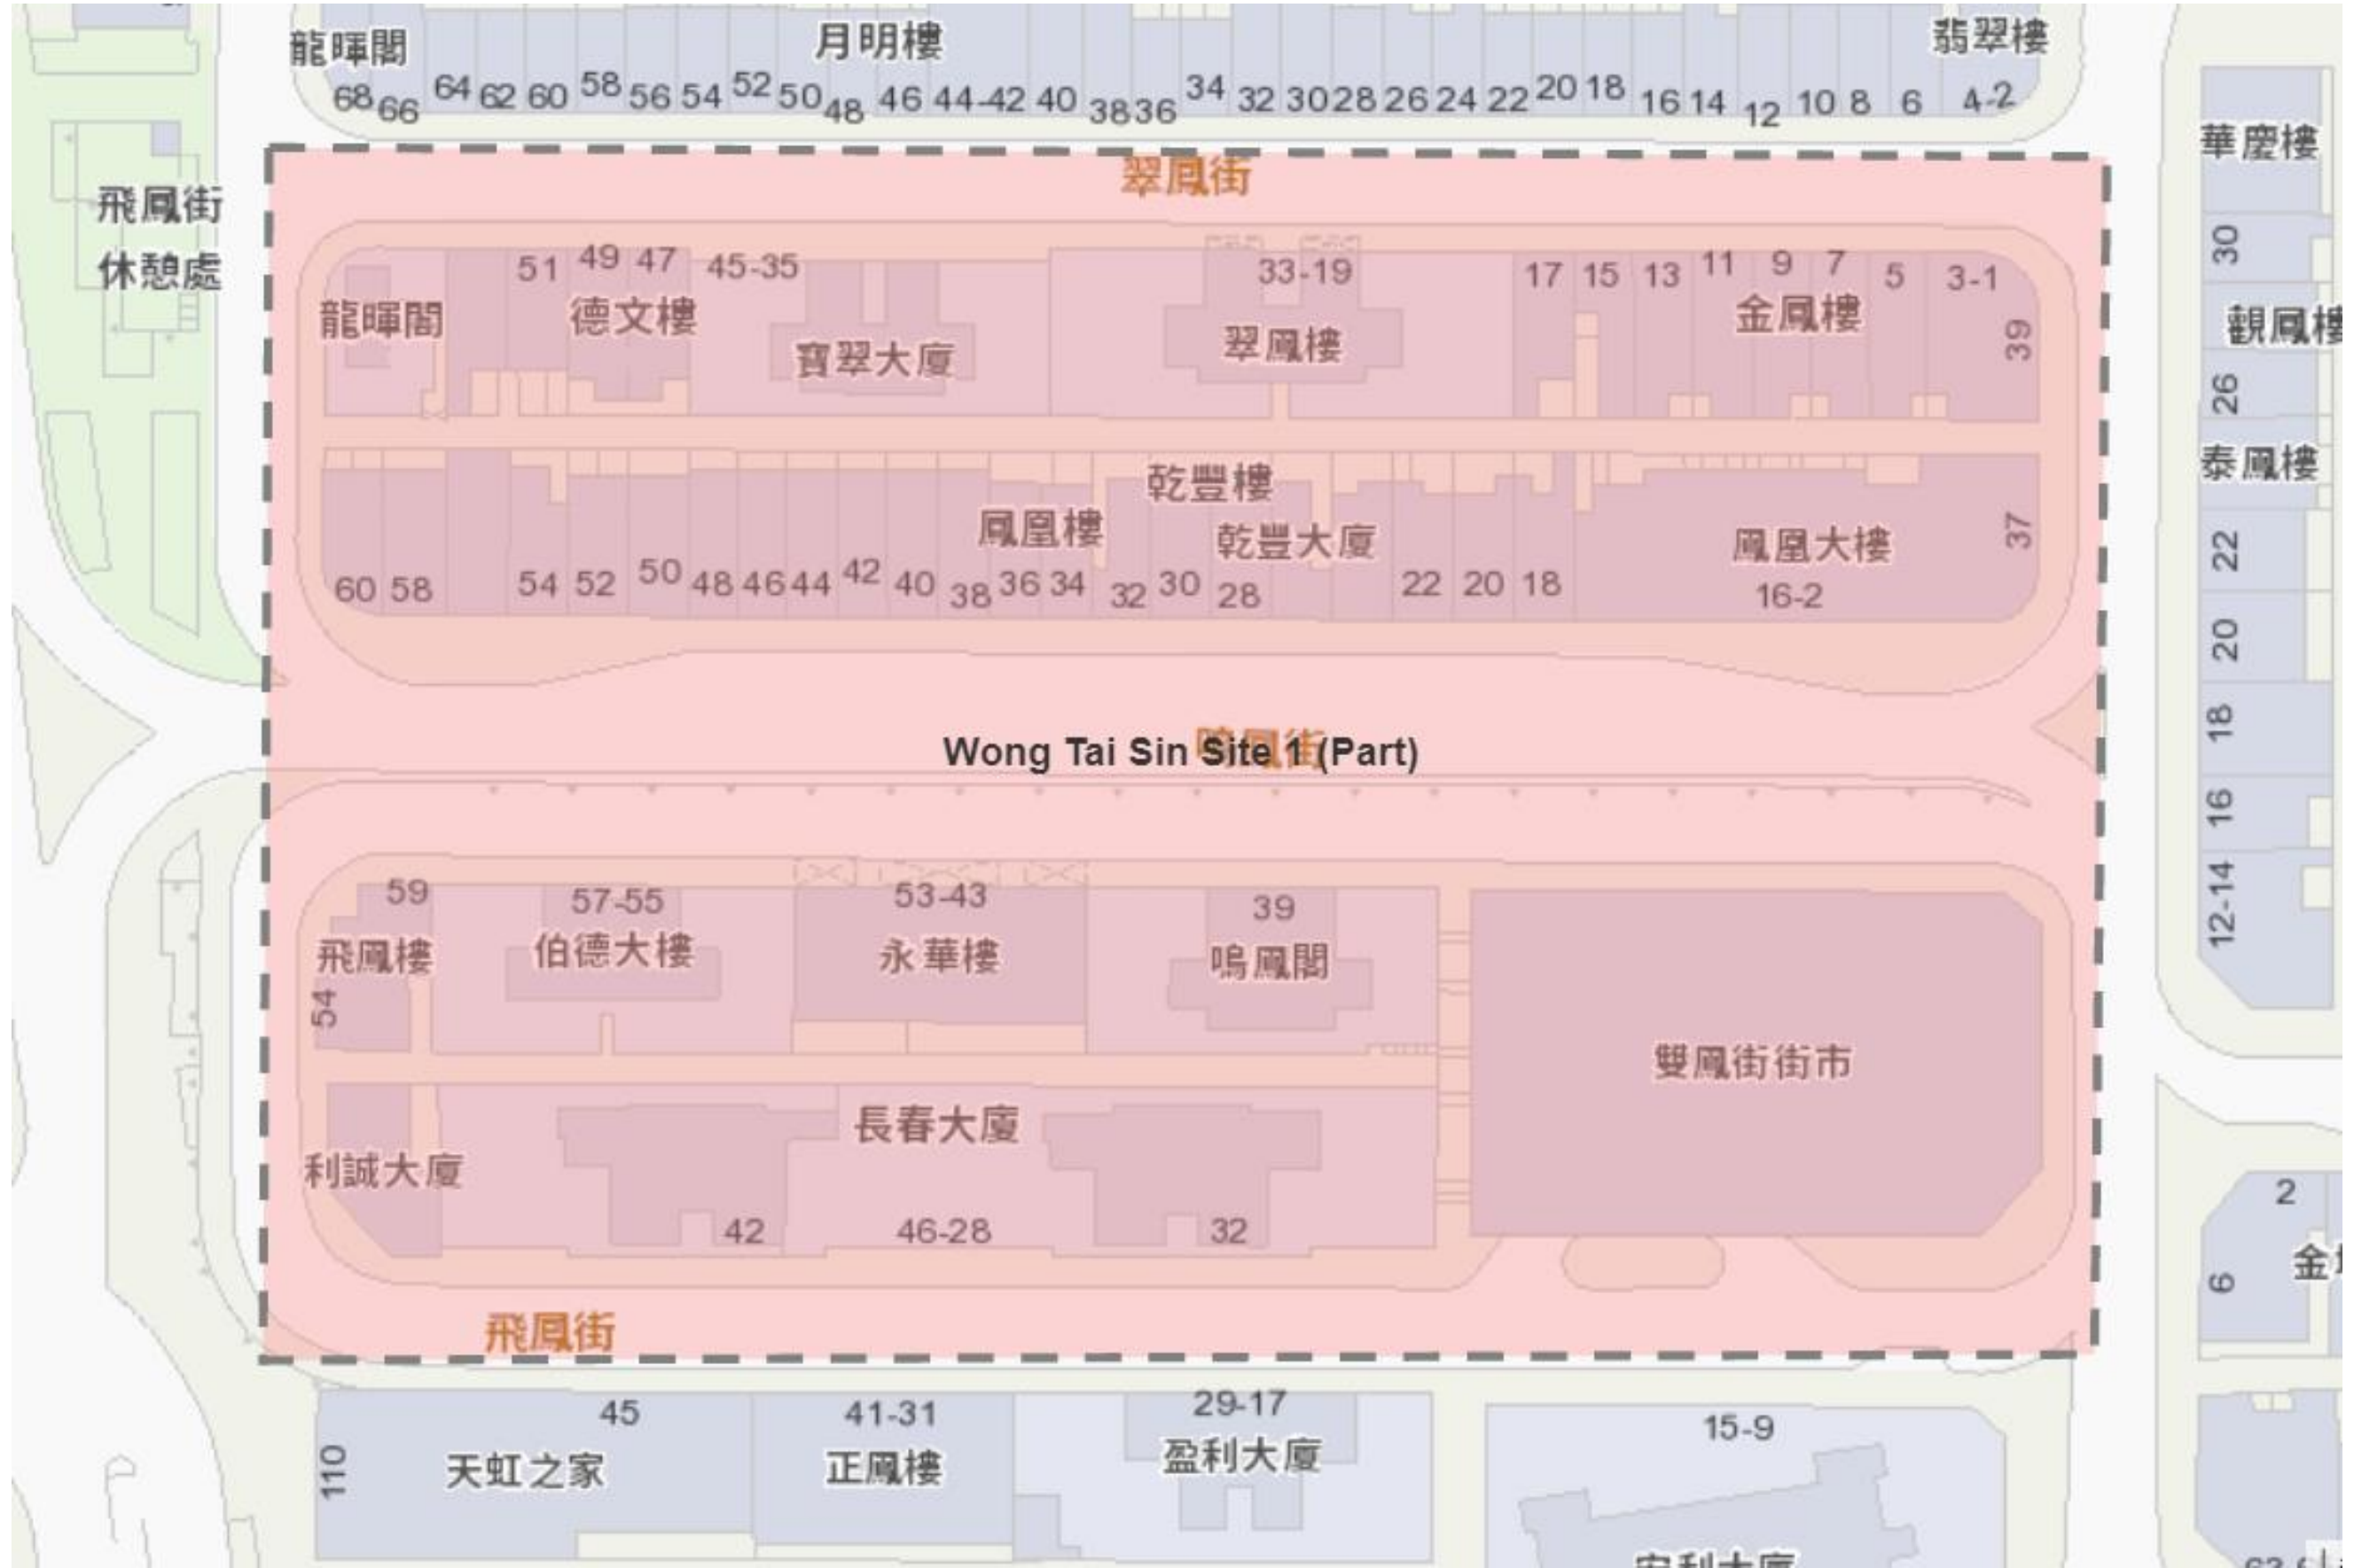 龍暉閣
月明樓
翡翠樓
68 66 64 62 60 58 56 54 52 50 48 46 44-42 40 38 36 34 32 30 28 26 24 22 20 18 16 14 12 10 8 6 4-2
飛鳳街
休憩處
翠鳳街
華慶樓
30
觀鳳樓
26
泰鳳樓
22
20
18
16
12-14
51 49 47 45-35 33-19 17 15 13 11 9 7 5 3-1
39
龍暉閣
德文樓
寶翠大廈
翠鳳樓
金鳳樓
乾豐樓
鳳凰樓
乾豐大廈
鳳凰大樓
37
60 58 54 52 50 48 46 44 42 40 38 36 34 32 30 28 22 20 18 16-2
Wong Tai Sin Site 1 (Part)
59 57-55 53-43 39
飛鳳樓
伯德大樓
永華樓
鳴鳳閣
54
雙鳳街街市
長春大廈
利誠大廈
42 46-28 32
飛鳳街
2
6
金
45 41-31 29-17 15-9
110
天虹之家
正鳳樓
盈利大廈